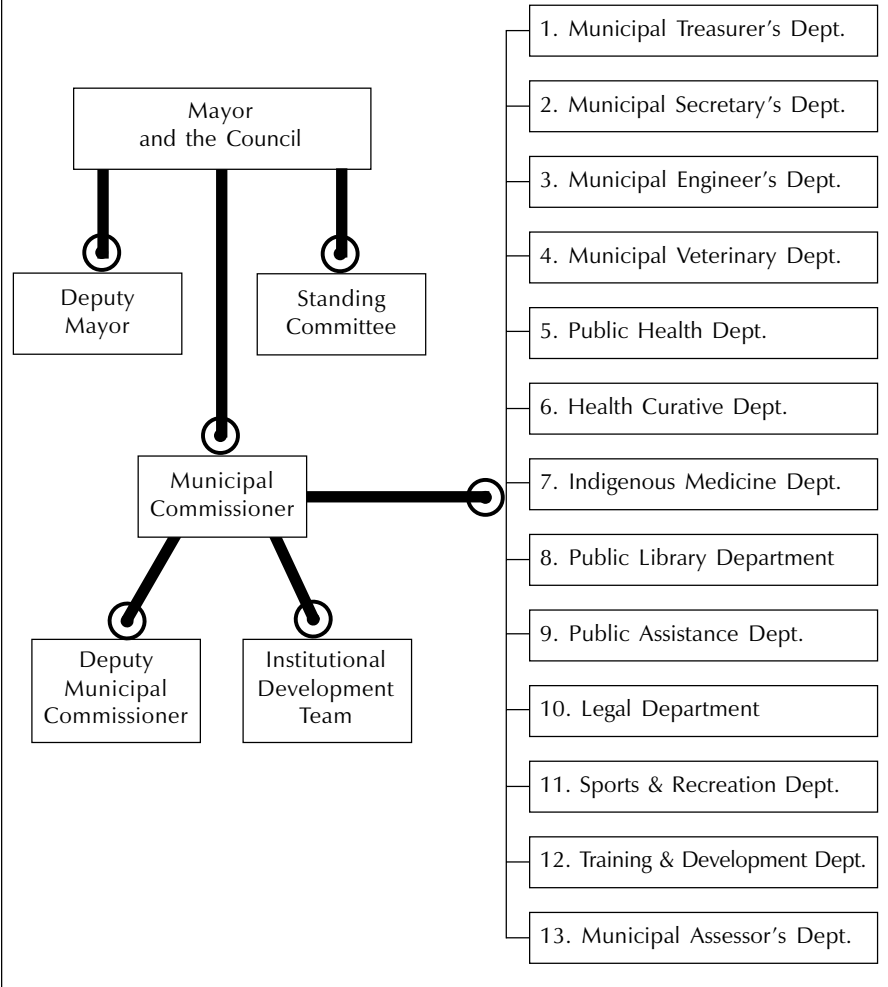 Mayor
and the Council
Deputy
Mayor
Standing
Committee
Municipal
Commissioner
Deputy
Municipal
Commissioner
Institutional
Development
Team
1. Municipal Treasurer's Dept.
2. Municipal Secretary's Dept.
3. Municipal Engineer's Dept.
4. Municipal Veterinary Dept.
5. Public Health Dept.
6. Health Curative Dept.
7. Indigenous Medicine Dept.
8. Public Library Department
9. Public Assistance Dept.
10. Legal Department
11. Sports & Recreation Dept.
12. Training & Development Dept.
13. Municipal Assessor's Dept.